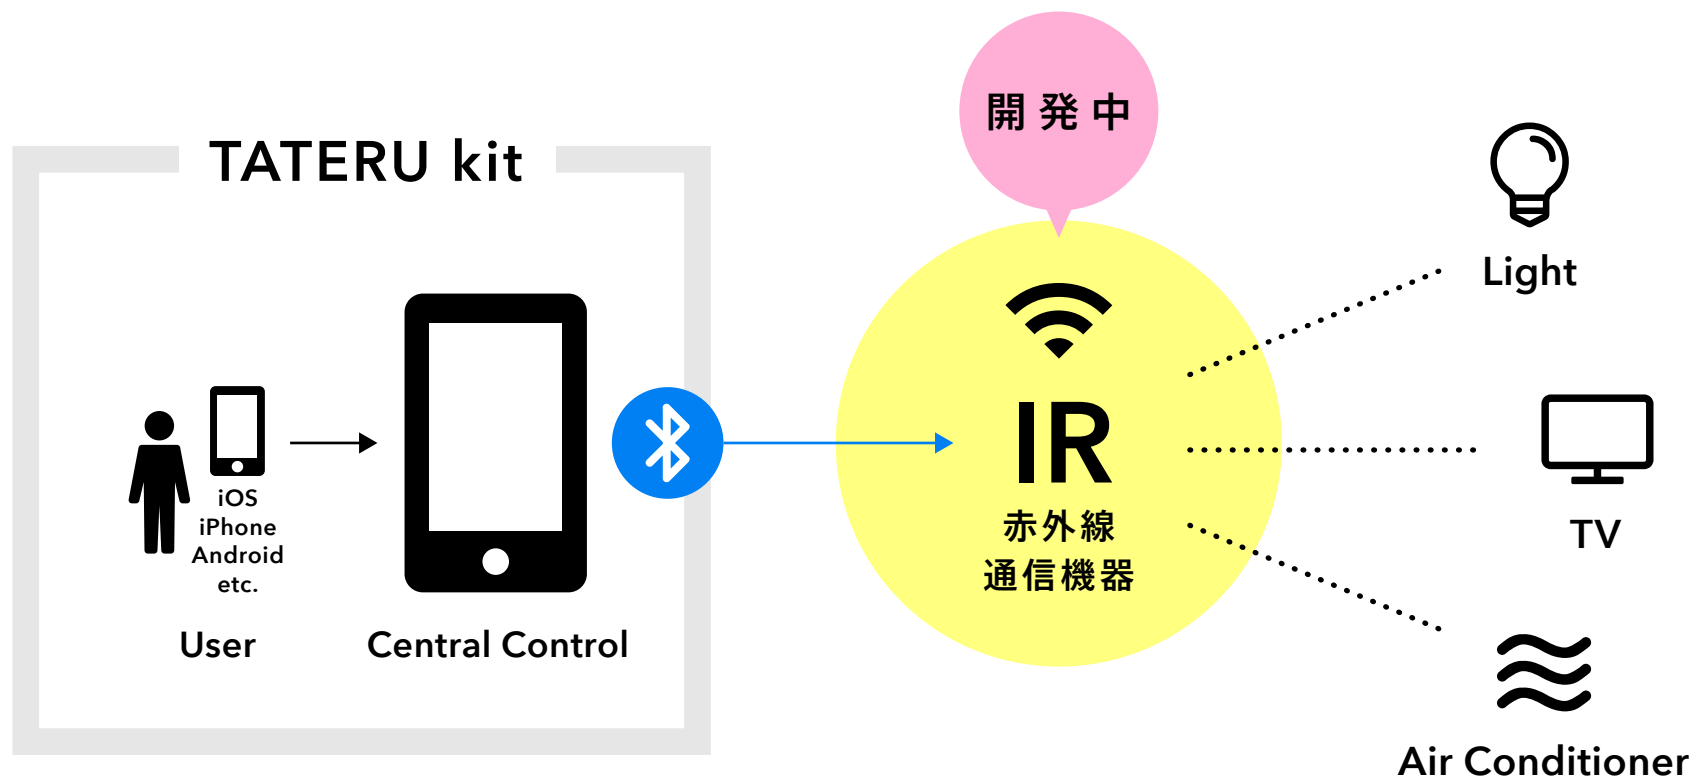 TATERU kit
iOS
iPhone
Android
etc.
User
Central Control
開発中
IR
赤外線
通信機器
Light
TV
Air Conditioner